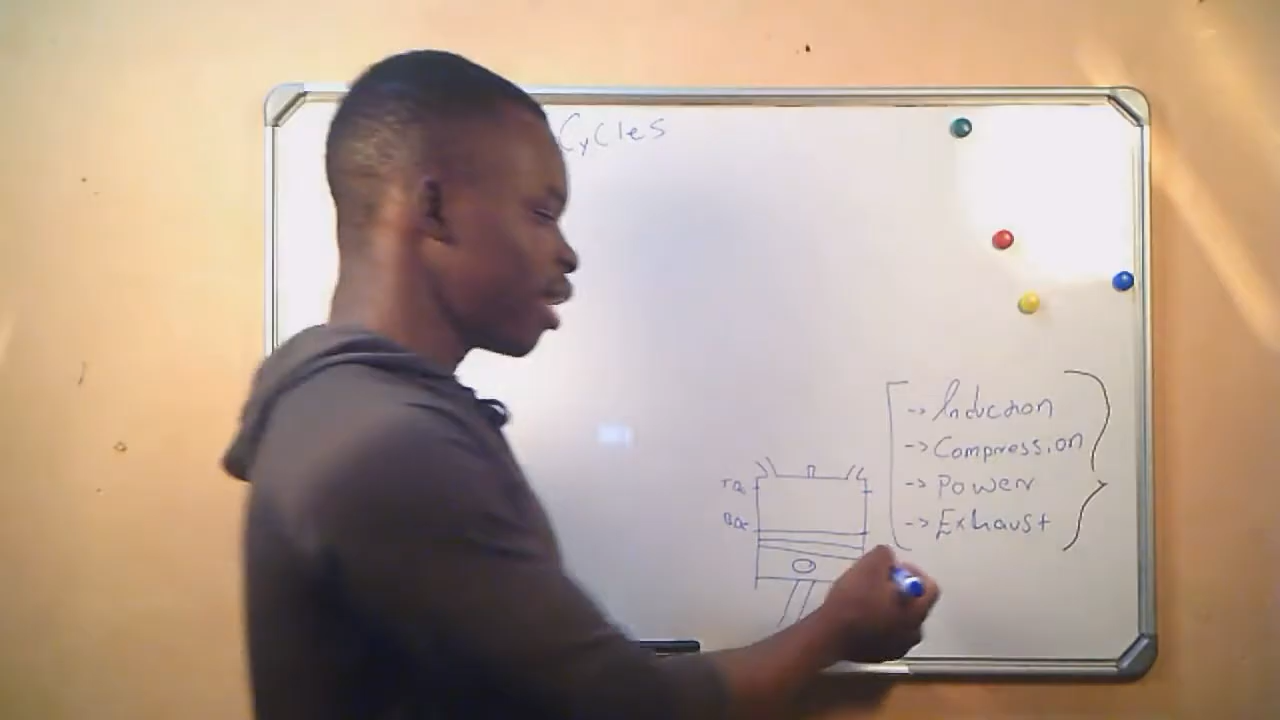 Cycles
-> Induction
-> Compression
TDC
-> Power
BDC
-> Exhaust